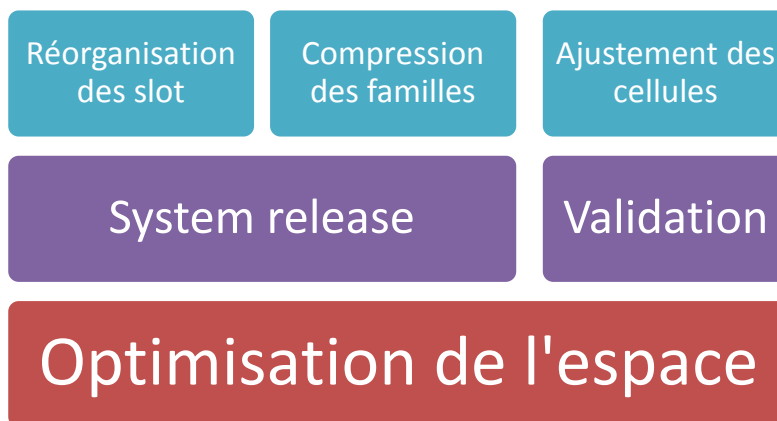 Réorganisation
des slot
Compression
des familles
Ajustement des
cellules
System release
Validation
Optimisation de l'espace